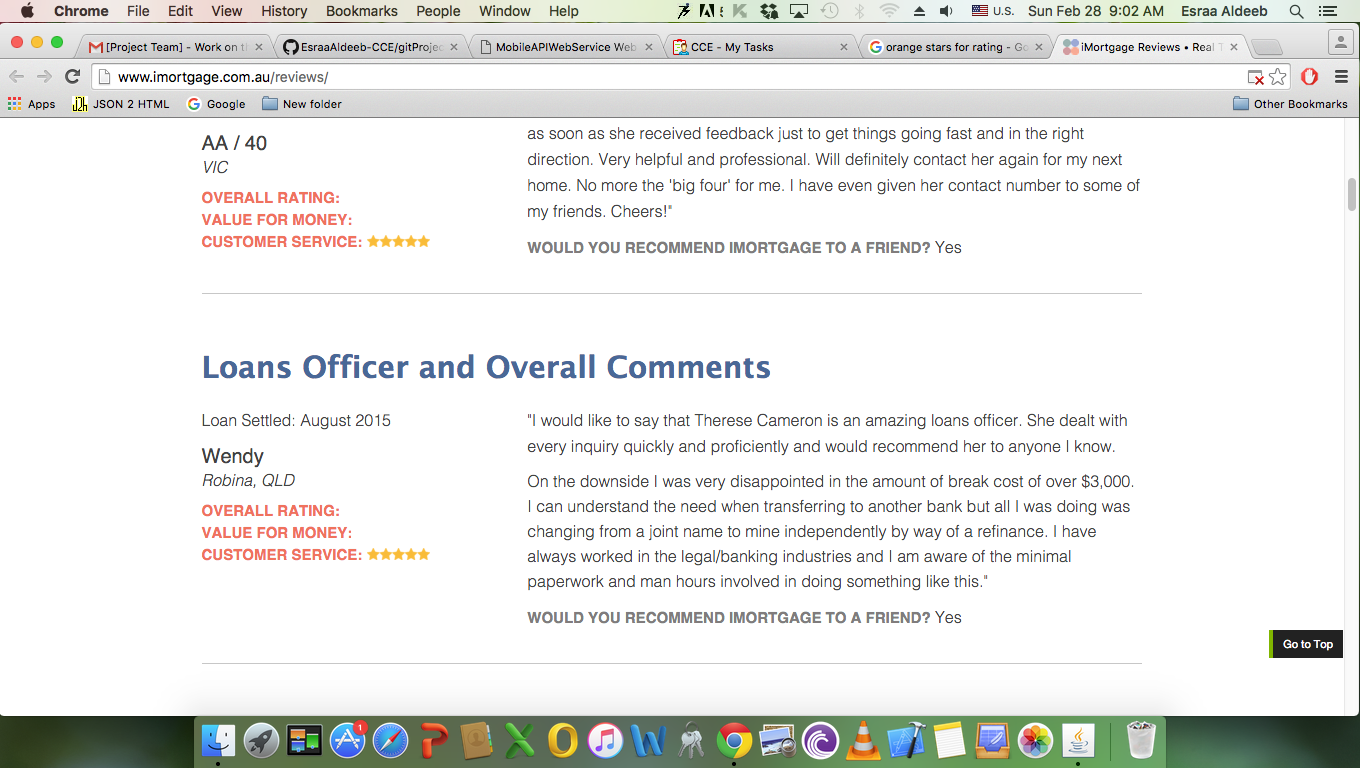 Chrome File Edit View History Bookmarks People Window Help U.S. Sun Feb 28 9:02 AM Esraa Aldeeb
[Project Team] - Work on t EsraaAldeeb-CCE/gitProje MobileAPIWebService Web CCE - My Tasks orange stars for rating - Go iMortgage Reviews • Real T
www.imortgage.com.au/reviews/
Apps JSON 2 HTML Google New folder Other Bookmarks
AA / 40
VIC
OVERALL RATING:
VALUE FOR MONEY:
CUSTOMER SERVICE:
as soon as she received feedback just to get things going fast and in the right
direction. Very helpful and professional. Will definitely contact her again for my next
home. No more the 'big four' for me. I have even given her contact number to some of
my friends. Cheers!"
WOULD YOU RECOMMEND IMORTGAGE TO A FRIEND? Yes
Loans Officer and Overall Comments
Loan Settled: August 2015
Wendy
Robina, QLD
OVERALL RATING:
VALUE FOR MONEY:
CUSTOMER SERVICE:
"I would like to say that Therese Cameron is an amazing loans officer. She dealt with
every inquiry quickly and proficiently and would recommend her to anyone I know.
On the downside I was very disappointed in the amount of break cost of over $3,000.
I can understand the need when transferring to another bank but all I was doing was
changing from a joint name to mine independently by way of a refinance. I have
always worked in the legal/banking industries and I am aware of the minimal
paperwork and man hours involved in doing something like this."
WOULD YOU RECOMMEND IMORTGAGE TO A FRIEND? Yes
Go to Top
1